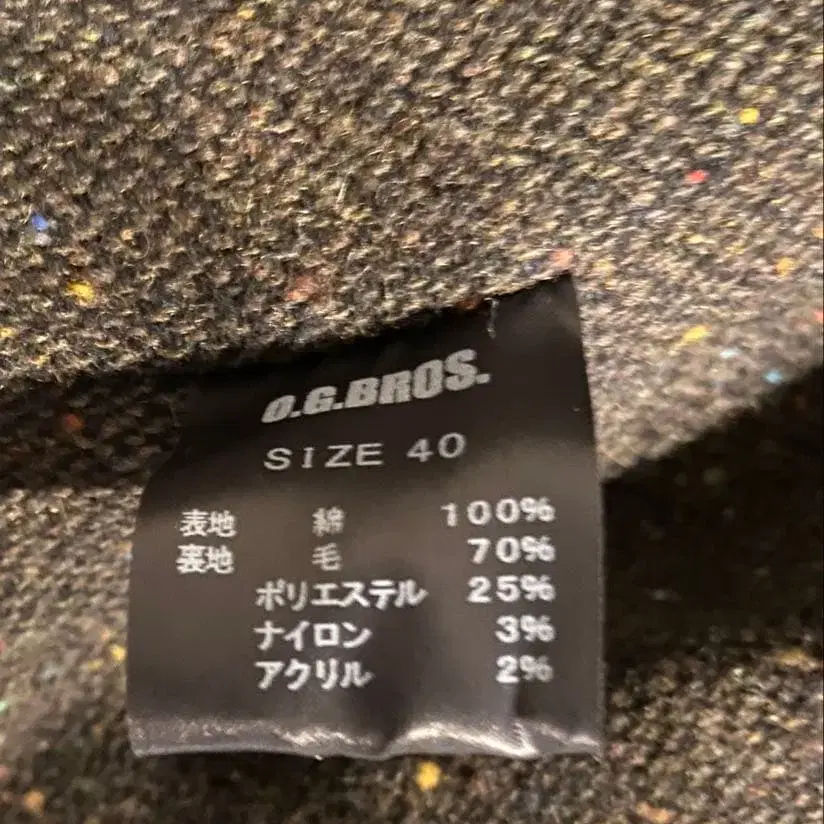 O.G.BROS.
SIZE 40
表地 綿 100%
裏地 毛 70%
ポリエステル 25%
ナイロン 3%
アクリル 2%